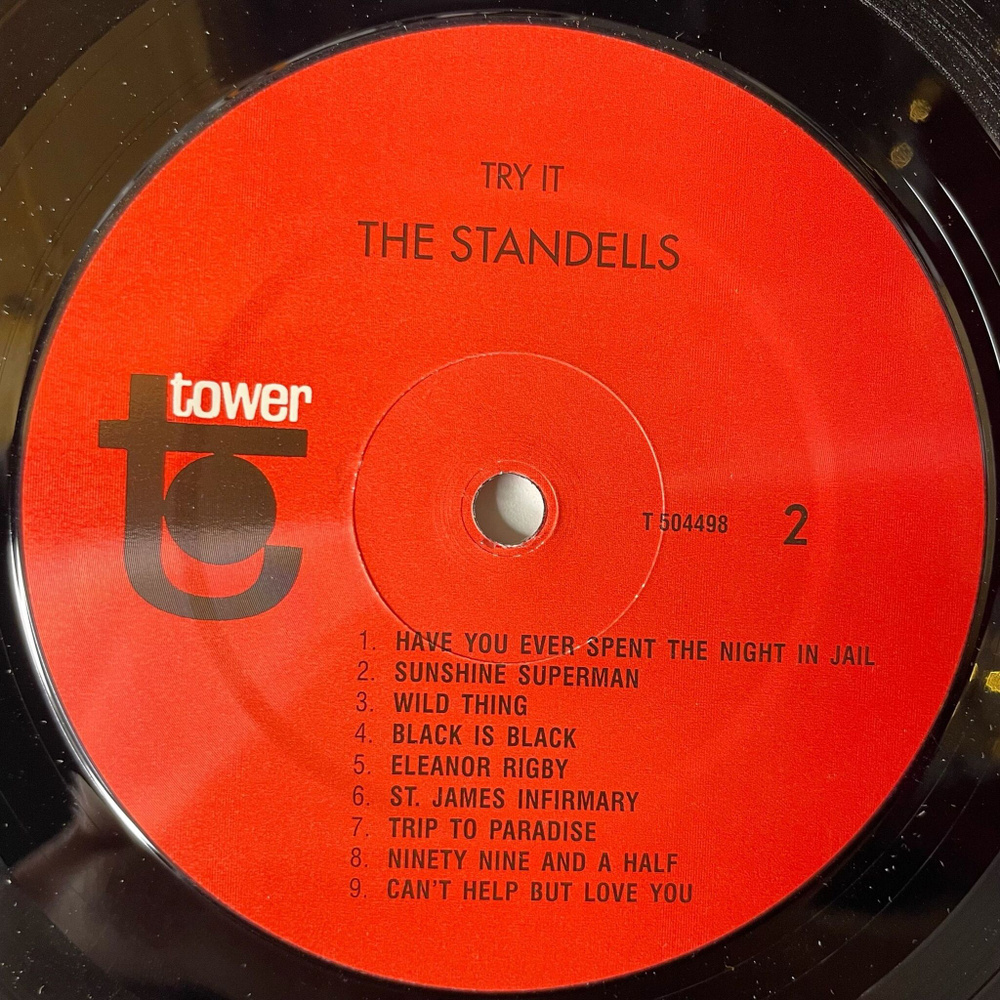 TRY IT
THE STANDELLS
tower
T 504498 2
1. HAVE YOU EVER SPENT THE NIGHT IN JAIL
2. SUNSHINE SUPERMAN
3. WILD THING
4. BLACK IS BLACK
5. ELEANOR RIGBY
6. ST. JAMES INFIRMARY
7. TRIP TO PARADISE
8. NINETY NINE AND A HALF
9. CAN'T HELP BUT LOVE YOU